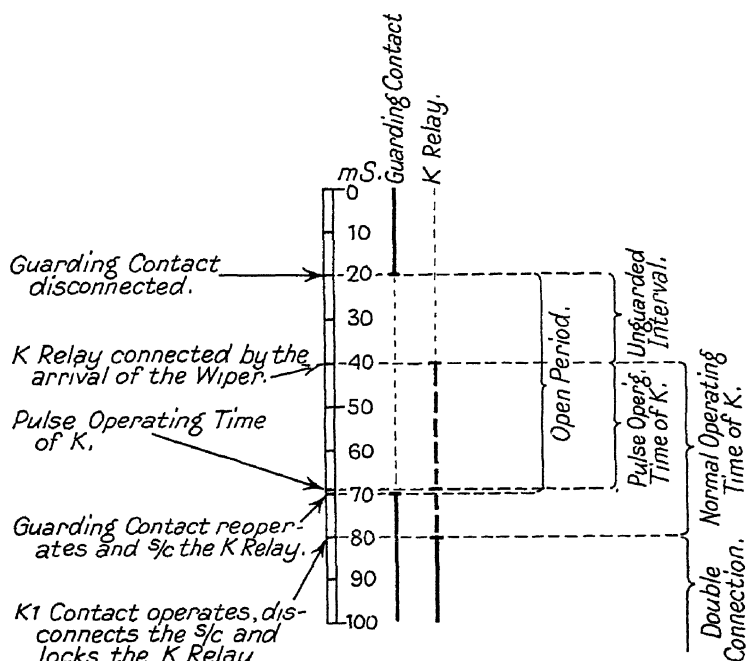 Guarding Contact
K Relay.
mS.
0
10
20
30
40
50
60
70
80
90
100
Guarding Contact
disconnected.
K Relay connected by the
arrival of the Wiper.
Pulse Operating Time
of K.
Guarding Contact reoper-
ates and s/c the K Relay.
K1 Contact operates, dis-
connects the s/c and
locks the K Relay
Open Period.
Unguarded
Interval.
Pulse Operg.
Time of K.
Normal Operating
Time of K.
Double
Connection.